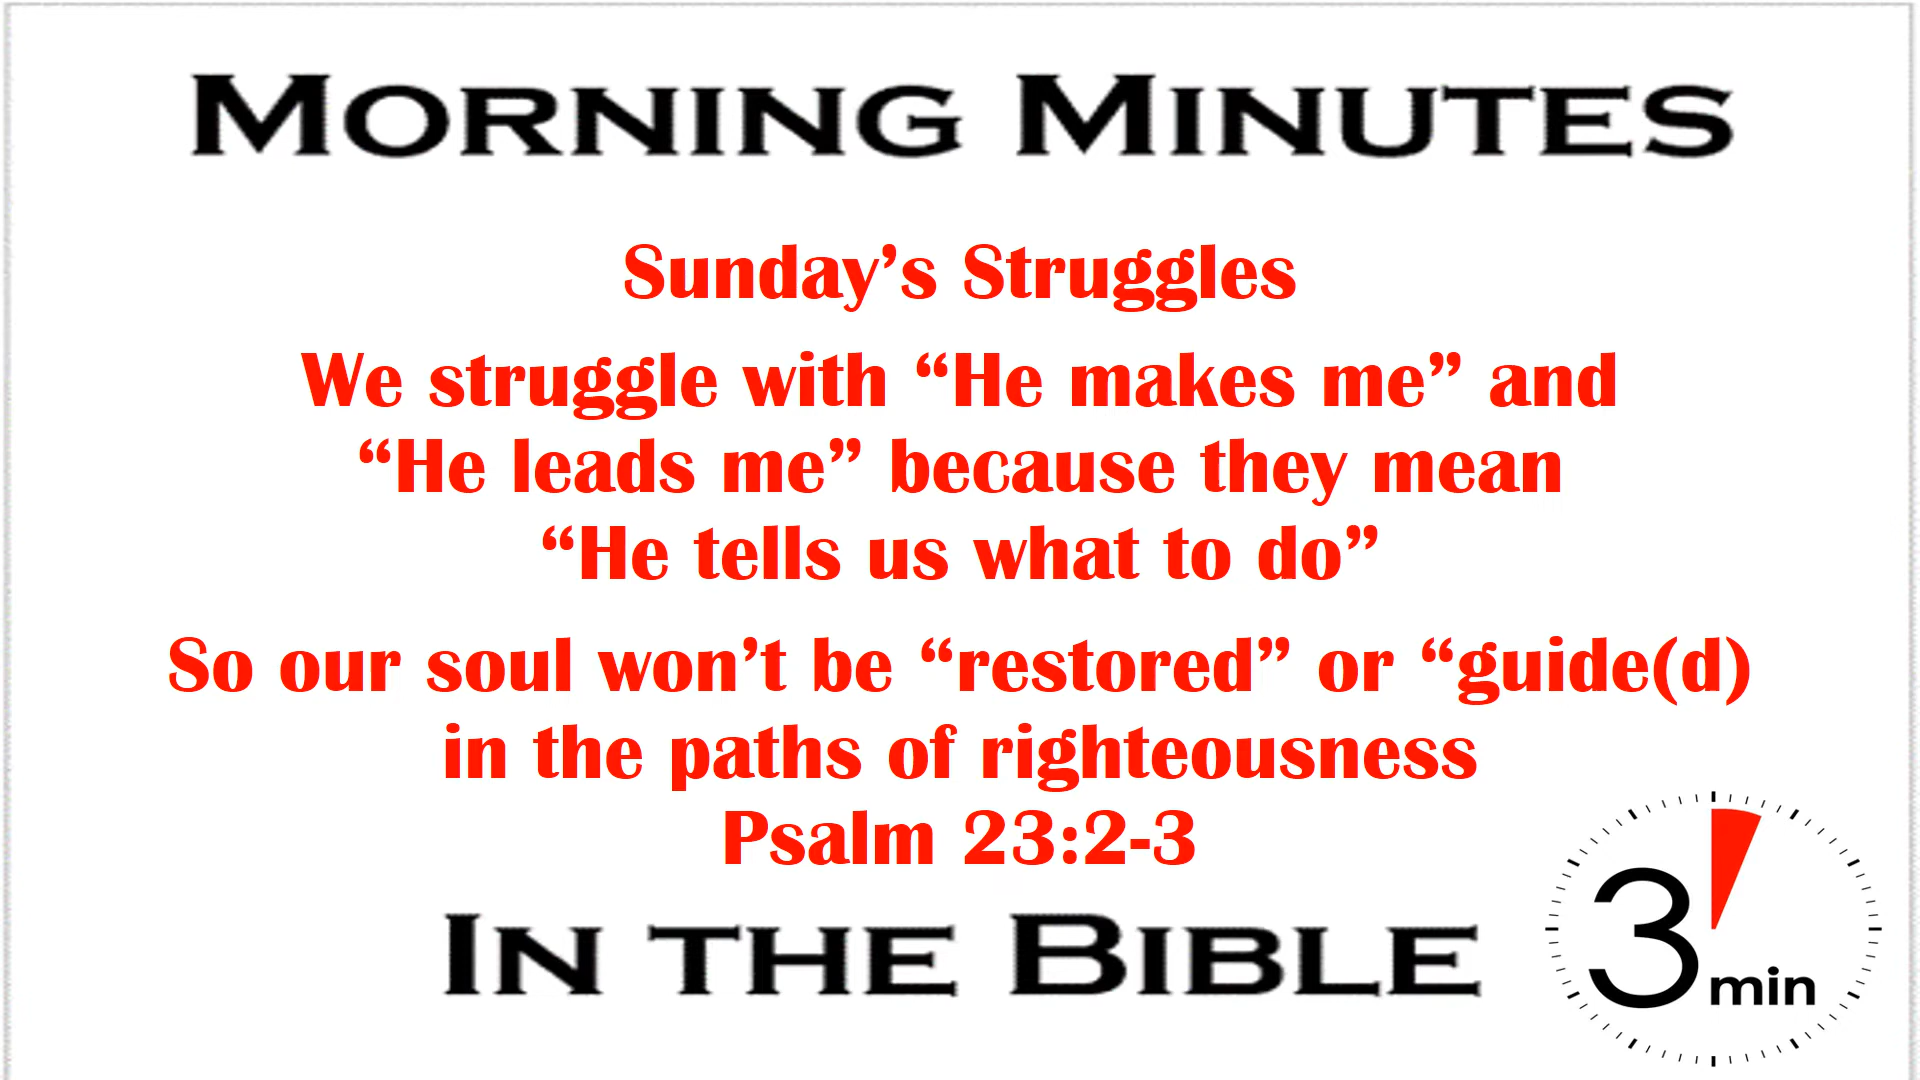 MORNING MINUTES
Sunday’s Struggles
We struggle with “He makes me” and
“He leads me” because they mean
“He tells us what to do”
So our soul won’t be “restored” or “guide(d)
in the paths of righteousness
Psalm 23:2-3
IN THE BIBLE
3 min